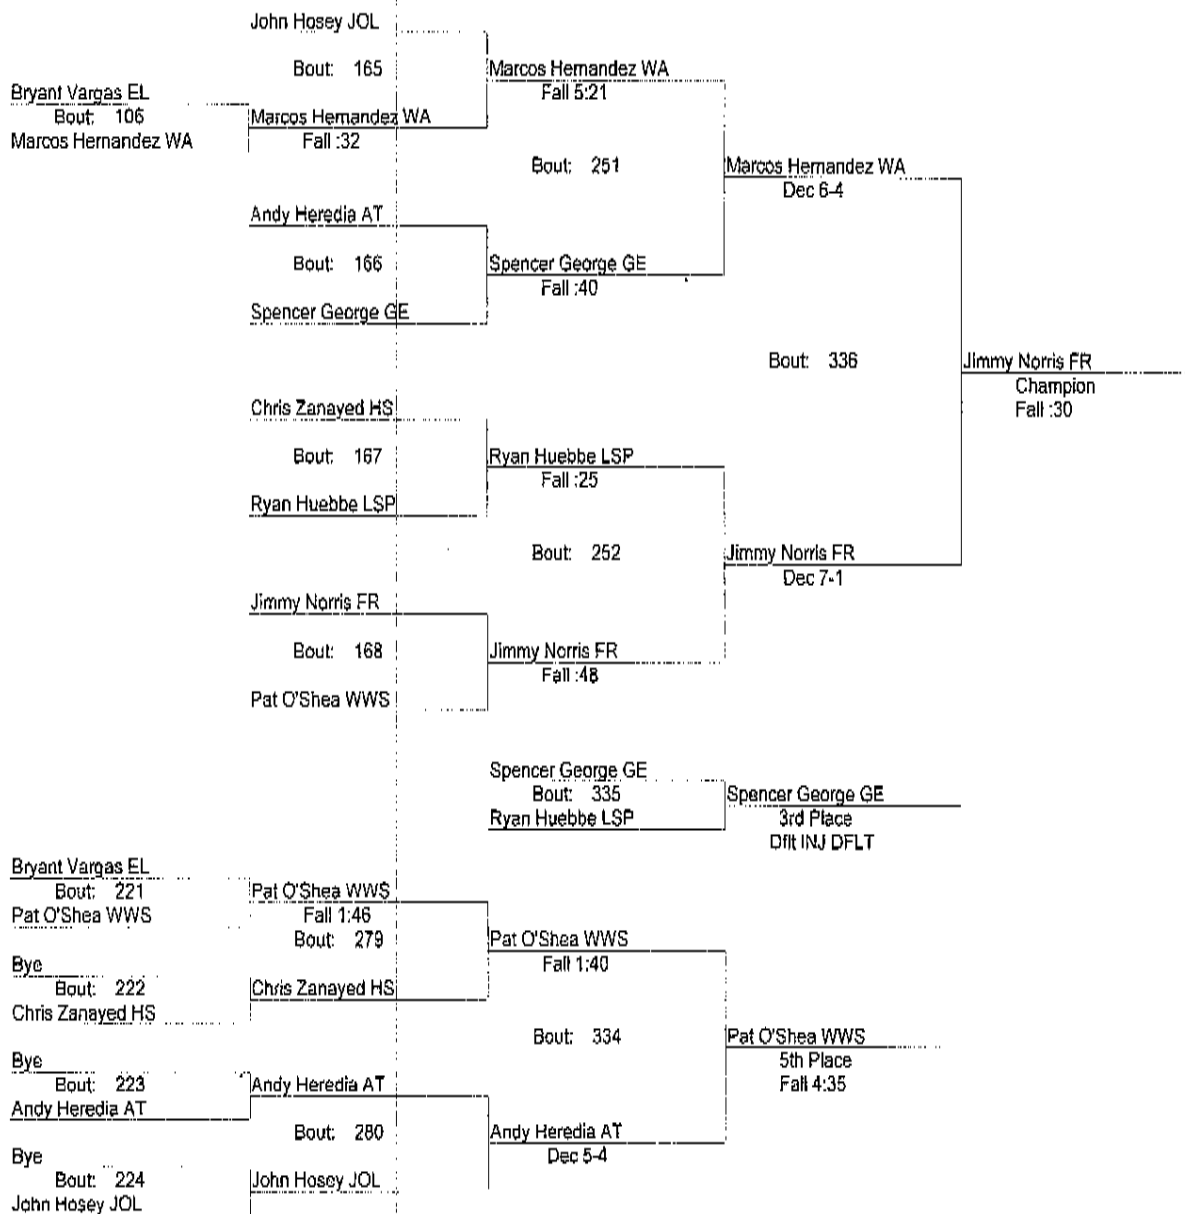 John Hosey JOL
Bout: 165
Marcos Hernandez WA
Fall 5:21
Bryant Vargas EL
Bout: 106
Marcos Hernandez WA
Marcos Hernandez WA
Fall :32
Bout: 251
Marcos Hernandez WA
Dec 6-4
Andy Heredia AT
Bout: 166
Spencer George GE
Fall :40
Spencer George GE
Bout: 336
Jimmy Norris FR
Champion
Fall :30
Chris Zanayed HS
Bout: 167
Ryan Huebbe LSP
Fall :25
Ryan Huebbe LSP
Bout: 252
Jimmy Norris FR
Dec 7-1
Jimmy Norris FR
Bout: 168
Jimmy Norris FR
Fall :48
Pat O'Shea WWS
Spencer George GE
Bout: 335
Ryan Huebbe LSP
Spencer George GE
3rd Place
Dflt INJ DFLT
Bryant Vargas EL
Bout: 221
Pat O'Shea WWS
Pat O'Shea WWS
Fall 1:46
Bout: 279
Pat O'Shea WWS
Fall 1:40
Bye
Bout: 222
Chris Zanayed HS
Chris Zanayed HS
Bout: 334
Pat O'Shea WWS
5th Place
Fall 4:35
Bye
Bout: 223
Andy Heredia AT
Andy Heredia AT
Bout: 280
Andy Heredia AT
Dec 5-4
Bye
Bout: 224
John Hosey JOL
John Hosey JOL